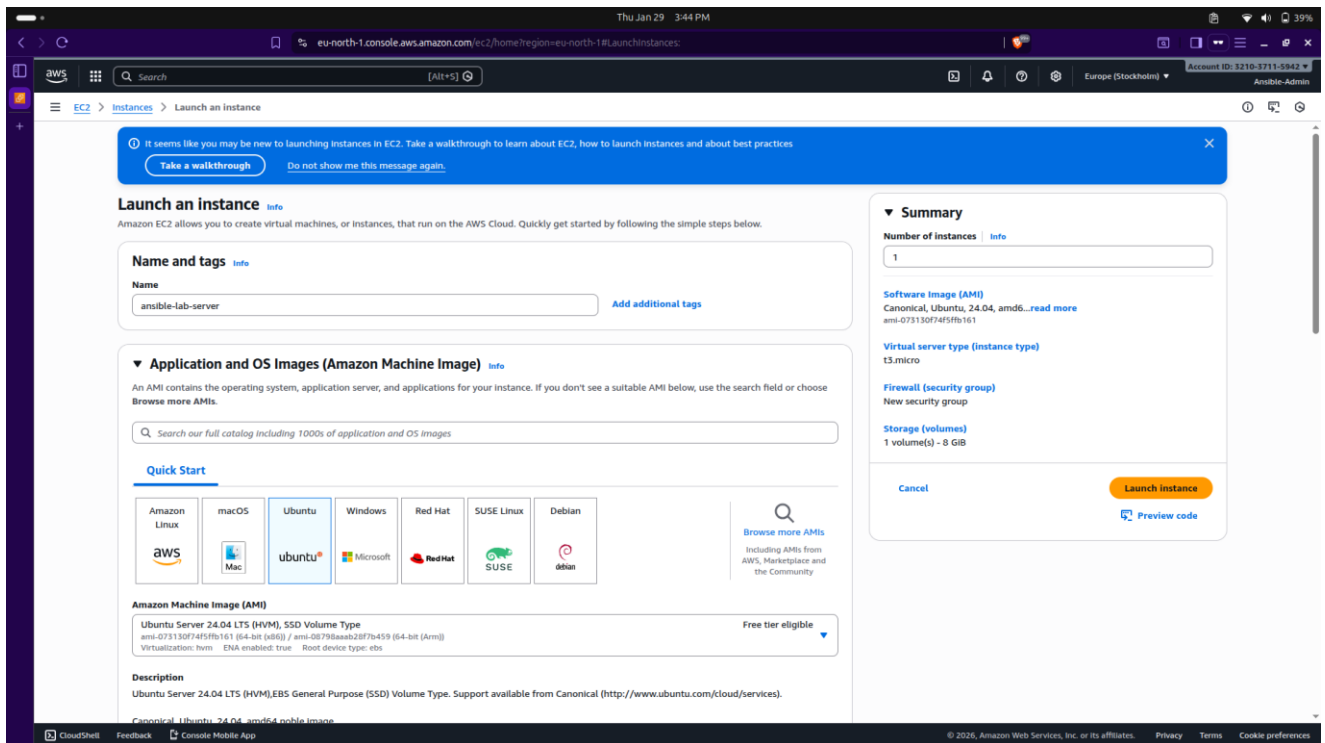 Thu Jan 29 3:44 PM
39%
eu-north-1.console.aws.amazon.com/ec2/home?region=eu-north-1#LaunchInstances:
aws
Search
[Alt+S]
Europe (Stockholm)
Account ID: 3210-3711-5942
Ansible-Admin
EC2 > Instances > Launch an instance
It seems like you may be new to launching instances in EC2. Take a walkthrough to learn about EC2, how to launch instances and about best practices
Take a walkthrough
Do not show me this message again.
Launch an instance Info
Amazon EC2 allows you to create virtual machines, or instances, that run on the AWS Cloud. Quickly get started by following the simple steps below.
Name and tags Info
Name
ansible-lab-server
Add additional tags
Application and OS Images (Amazon Machine Image) Info
An AMI contains the operating system, application server, and applications for your instance. If you don't see a suitable AMI below, use the search field or choose
Browse more AMIs.
Search our full catalog including 1000s of application and OS images
Quick Start
Amazon
Linux
aws
macOS
Mac
Ubuntu
ubuntu
Windows
Microsoft
Red Hat
Red Hat
SUSE Linux
SUSE
Debian
debian
Browse more AMIs
Including AMIs from
AWS, Marketplace and
the Community
Amazon Machine Image (AMI)
Ubuntu Server 24.04 LTS (HVM), SSD Volume Type
Free tier eligible
ami-073130f74f5ffb161 (64-bit (x86)) / ami-08798aaab28f7b459 (64-bit (Arm))
Virtualization: hvm ENA enabled: true Root device type: ebs
Description
Ubuntu Server 24.04 LTS (HVM),EBS General Purpose (SSD) Volume Type. Support available from Canonical (http://www.ubuntu.com/cloud/services).
Canonical, Ubuntu, 24.04, amd64 noble image
Summary
Number of instances Info
1
Software Image (AMI)
Canonical, Ubuntu, 24.04, amd6...read more
ami-073130f74f5ffb161
Virtual server type (instance type)
t3.micro
Firewall (security group)
New security group
Storage (volumes)
1 volume(s) - 8 GiB
Cancel
Launch instance
Preview code
CloudShell Feedback Console Mobile App
© 2026, Amazon Web Services, Inc. or its affiliates. Privacy Terms Cookie preferences